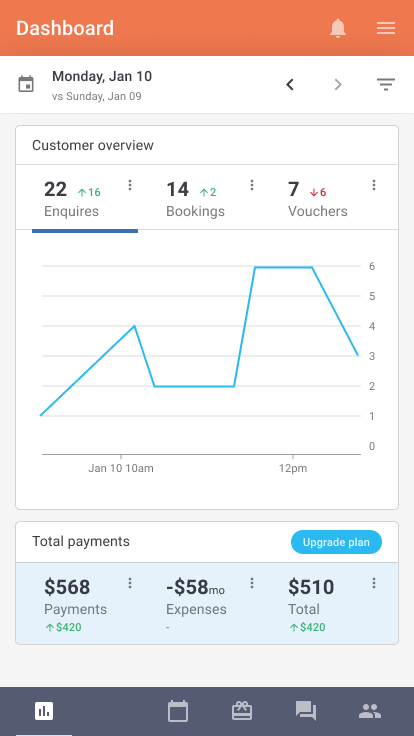 Dashboard
Monday, Jan 10
vs Sunday, Jan 09
Customer overview
22 ↑16 14 ↑2 7 ↓6
Enquires Bookings Vouchers
6
5
4
3
2
1
0
Jan 10 10am 12pm
Total payments Upgrade plan
$568 -$58mo $510
Payments Expenses Total
↑$420 - ↑$420